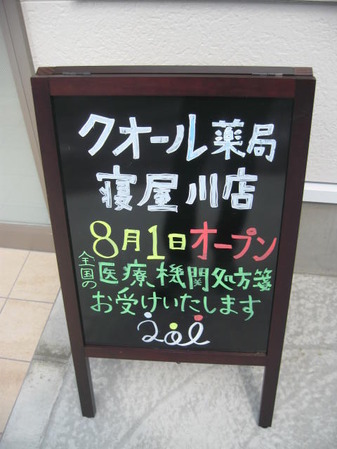 クオール薬局
寝屋川店
8月1日オープン
全国の医療機関処方箋
お受けいたします